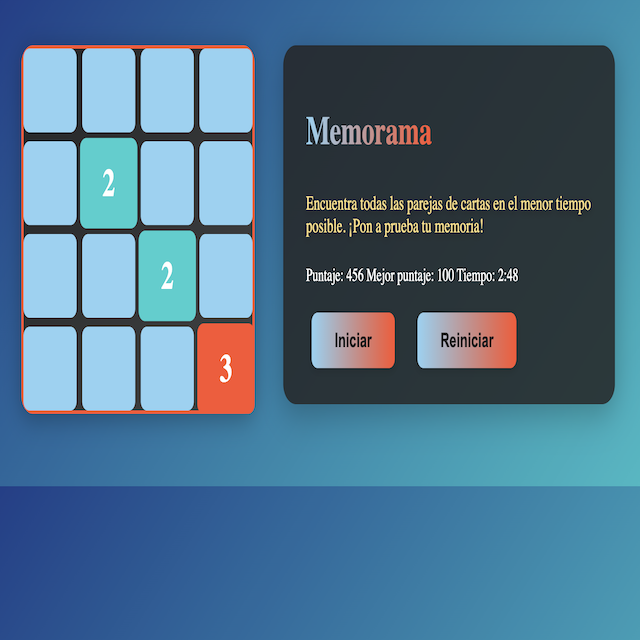 2
2
3
Memorama
Encuentra todas las parejas de cartas en el menor tiempo
posible. ¡Pon a prueba tu memoria!
Puntaje: 456 Mejor puntaje: 100 Tiempo: 2:48
Iniciar
Reiniciar